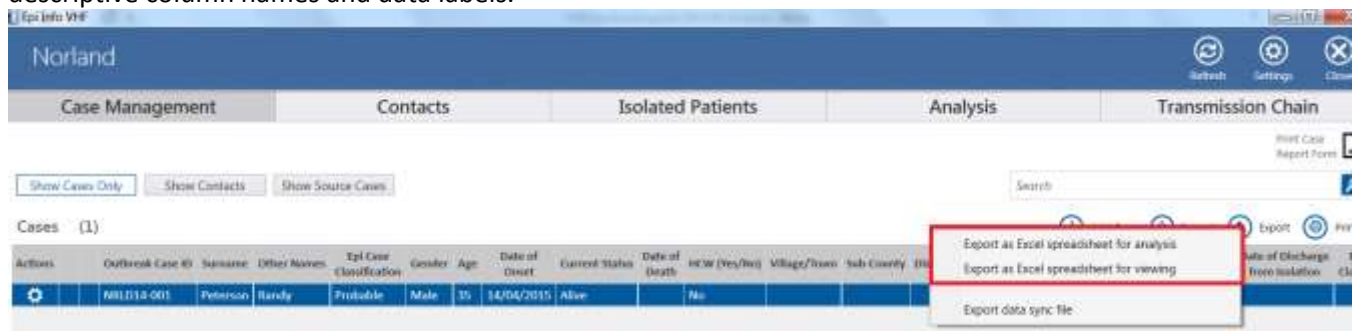 descriptive column names and data labels.
Epi Info VHF
Norland
Refresh Settings Close
Case Management Contacts Isolated Patients Analysis Transmission Chain
Print Case
Report Form
Show Cases Only Show Contacts Show Source Cases Search
Cases (1) Export
Export as Excel spreadsheet for analysis
Export as Excel spreadsheet for viewing
Export data sync file
Actions Outbreak Case ID Surname Other Names Epi Case Classification Gender Age Date of Onset Current Status Date of Death HCW (Yes/No) Village/Town Sub County Date of Discharge from Isolation
Peterson Randy Probable Male 35 14/04/2015 Alive No